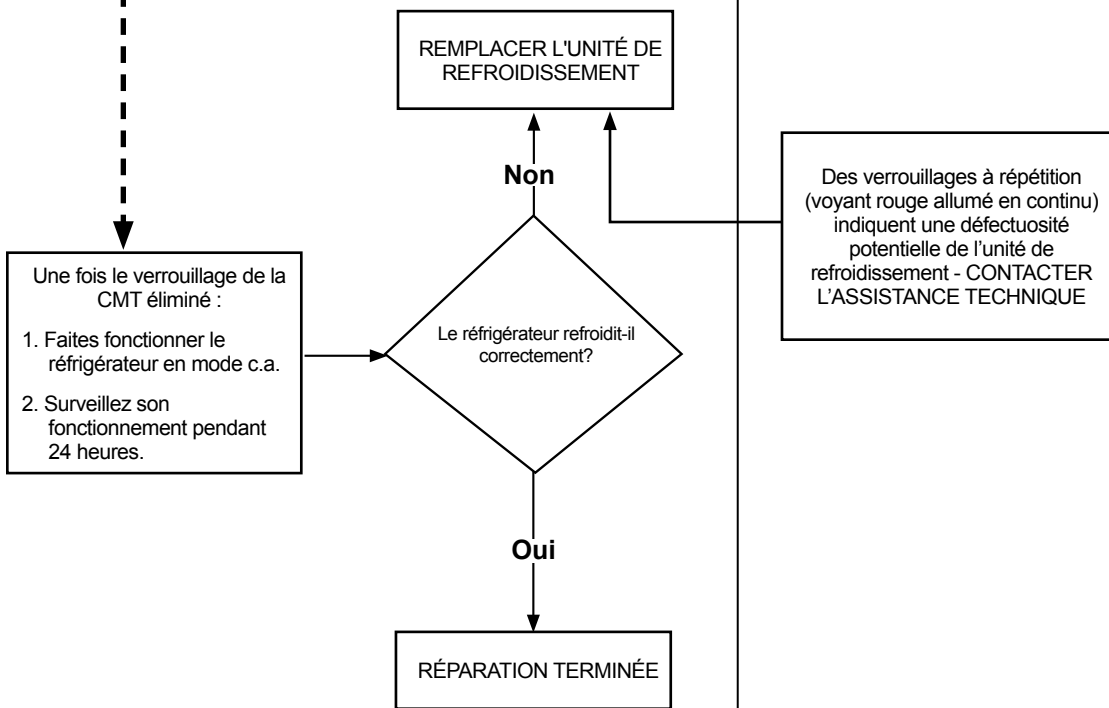 REMPLACER L'UNITÉ DE
REFROIDISSEMENT
Non
Des verrouillages à répétition
(voyant rouge allumé en continu)
indiquent une défectuosité
potentielle de l’unité de
refroidissement - CONTACTER
L’ASSISTANCE TECHNIQUE
Une fois le verrouillage de la
CMT éliminé :
1. Faites fonctionner le
réfrigérateur en mode c.a.
2. Surveillez son
fonctionnement pendant
24 heures.
Le réfrigérateur refroidit-il
correctement?
Oui
RÉPARATION TERMINÉE